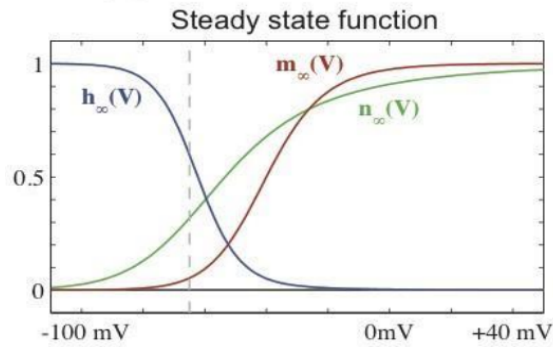 Steady state function
1
h∞(V)
m∞(V)
n∞(V)
0.5
0
-100 mV
0mV
+40 mV